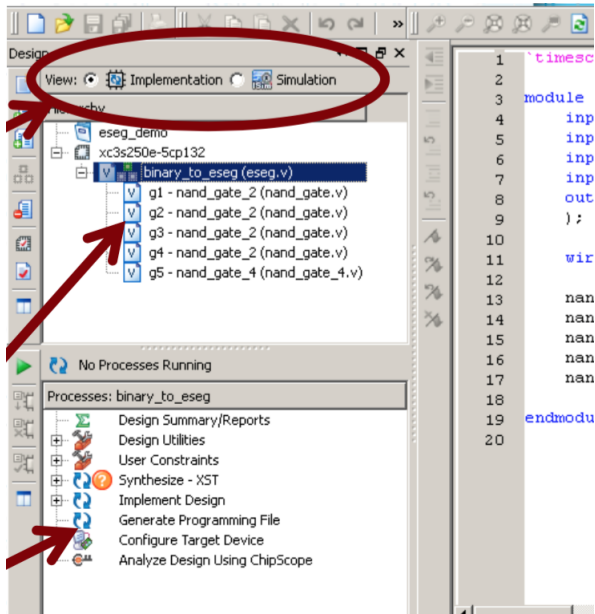 »
Desig
View: Implementation Simulation
Hierarchy
eseg_demo
xc3s250e-5cp132
binary_to_eseg (eseg.v)
g1 - nand_gate_2 (nand_gate.v)
g2 - nand_gate_2 (nand_gate.v)
g3 - nand_gate_2 (nand_gate.v)
g4 - nand_gate_2 (nand_gate.v)
g5 - nand_gate_4 (nand_gate_4.v)
No Processes Running
Processes: binary_to_eseg
Design Summary/Reports
Design Utilities
User Constraints
Synthesize - XST
Implement Design
Generate Programming File
Configure Target Device
Analyze Design Using ChipScope
1 `timesc
2
3 module
4 inp
5 inp
6 inp
7 inp
8 out
9 );
10
11 wir
12
13 nan
14 nan
15 nan
16 nan
17 nan
18
19 endmodu
20